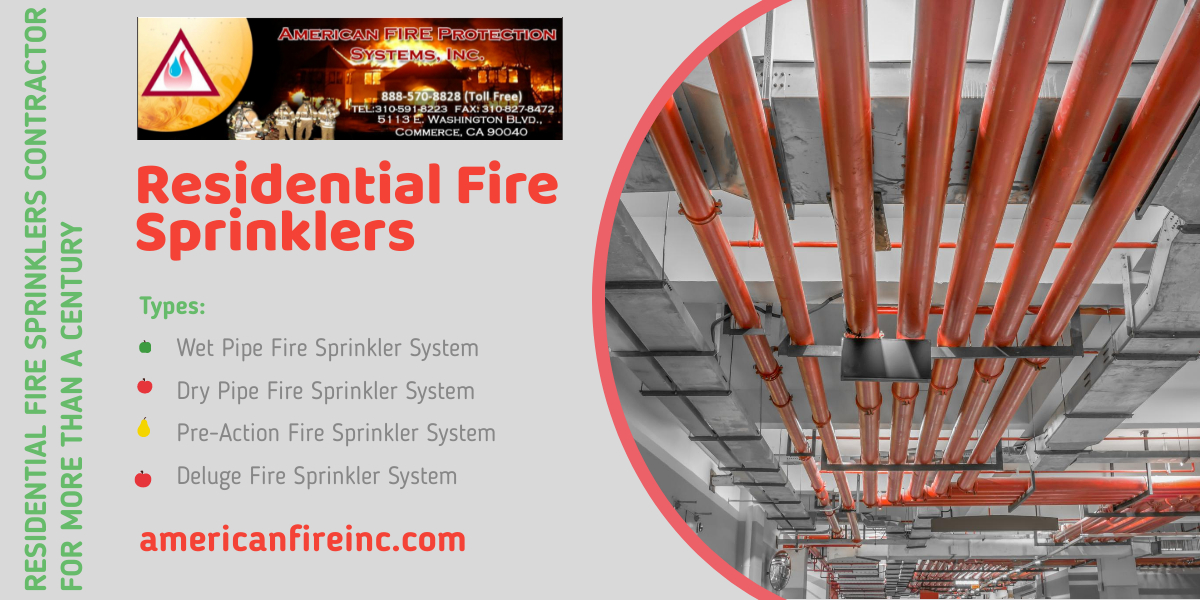 RESIDENTIAL FIRE SPRINKLERS CONTRACTOR
FOR MORE THAN A CENTURY
AMERICAN FIRE PROTECTION
SYSTEMS, INC.
888-570-8828 (Toll Free)
TEL:310-591-8223 FAX: 310-827-8472
5113 E. WASHINGTON BLVD.,
COMMERCE, CA 90040
Residential Fire
Sprinklers
Types:
Wet Pipe Fire Sprinkler System
Dry Pipe Fire Sprinkler System
Pre-Action Fire Sprinkler System
Deluge Fire Sprinkler System
americanfireinc.com